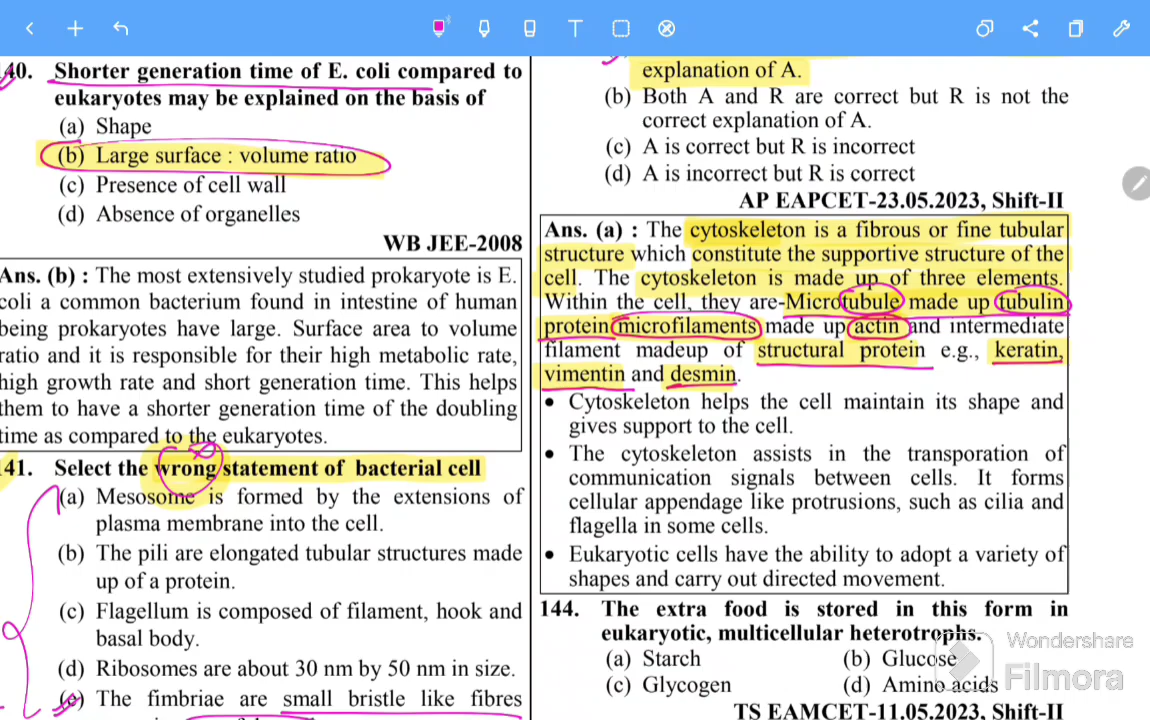 T
40. Shorter generation time of E. coli compared to
eukaryotes may be explained on the basis of
(a) Shape
(b) Large surface : volume ratio
(c) Presence of cell wall
(d) Absence of organelles
WB JEE-2008
Ans. (b) : The most extensively studied prokaryote is E.
coli a common bacterium found in intestine of human
being prokaryotes have large. Surface area to volume
ratio and it is responsible for their high metabolic rate,
high growth rate and short generation time. This helps
them to have a shorter generation time of the doubling
time as compared to the eukaryotes.
41. Select the wrong statement of bacterial cell
(a) Mesosome is formed by the extensions of
plasma membrane into the cell.
(b) The pili are elongated tubular structures made
up of a protein.
(c) Flagellum is composed of filament, hook and
basal body.
(d) Ribosomes are about 30 nm by 50 nm in size.
(e) The fimbriae are small bristle like fibres
explanation of A.
(b) Both A and R are correct but R is not the
correct explanation of A.
(c) A is correct but R is incorrect
(d) A is incorrect but R is correct
AP EAPCET-23.05.2023, Shift-II
Ans. (a) : The cytoskeleton is a fibrous or fine tubular
structure which constitute the supportive structure of the
cell. The cytoskeleton is made up of three elements.
Within the cell, they are-Microtubule made up tubulin
protein microfilaments made up actin and intermediate
filament madeup of structural protein e.g., keratin,
vimentin and desmin.
• Cytoskeleton helps the cell maintain its shape and
gives support to the cell.
• The cytoskeleton assists in the transporation of
communication signals between cells. It forms
cellular appendage like protrusions, such as cilia and
flagella in some cells.
• Eukaryotic cells have the ability to adopt a variety of
shapes and carry out directed movement.
144. The extra food is stored in this form in
eukaryotic, multicellular heterotrophs.
(a) Starch (b) Glucose
(c) Glycogen (d) Amino acids
TS EAMCET-11.05.2023, Shift-II
Wondershare
Filmora